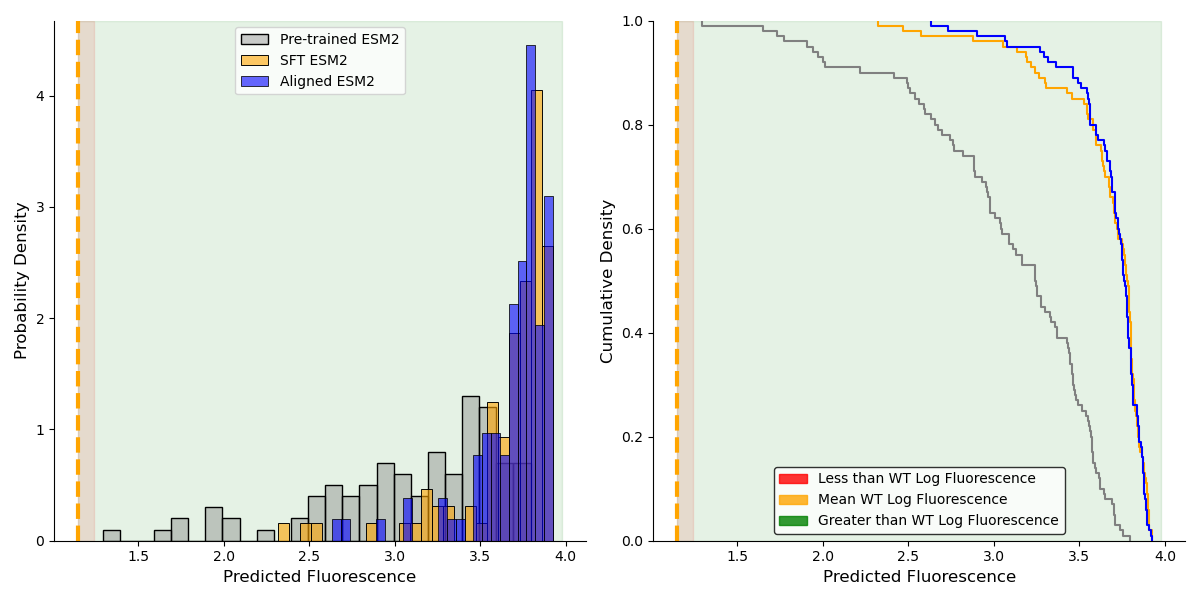 Pre-trained ESM2
SFT ESM2
Aligned ESM2
Probability Density
0
1
2
3
4
1.5
2.0
2.5
3.0
3.5
4.0
Predicted Fluorescence
Cumulative Density
0.0
0.2
0.4
0.6
0.8
1.0
Less than WT Log Fluorescence
Mean WT Log Fluorescence
Greater than WT Log Fluorescence
1.5
2.0
2.5
3.0
3.5
4.0
Predicted Fluorescence